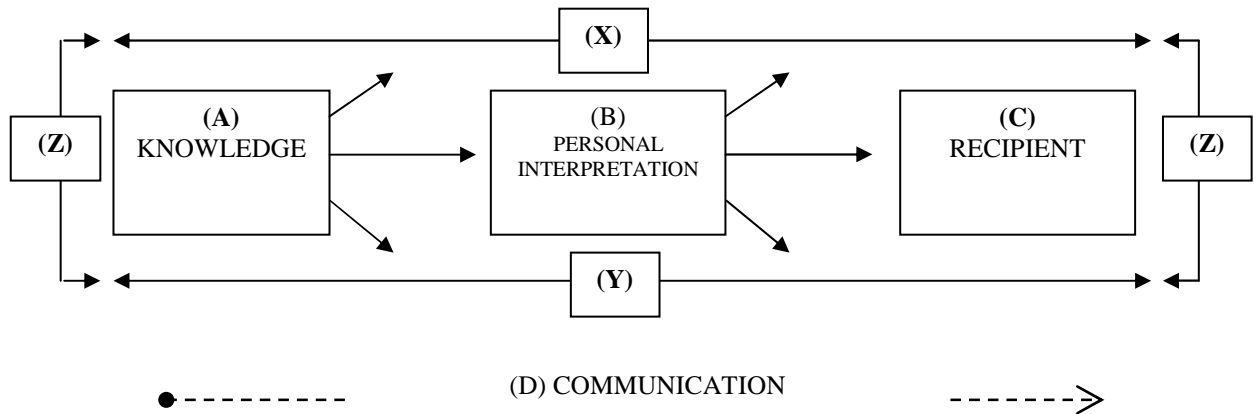 (X)
(A)
KNOWLEDGE
(B)
PERSONAL
INTERPRETATION
(C)
RECIPIENT
(Z)
(Z)
(Y)
(D) COMMUNICATION